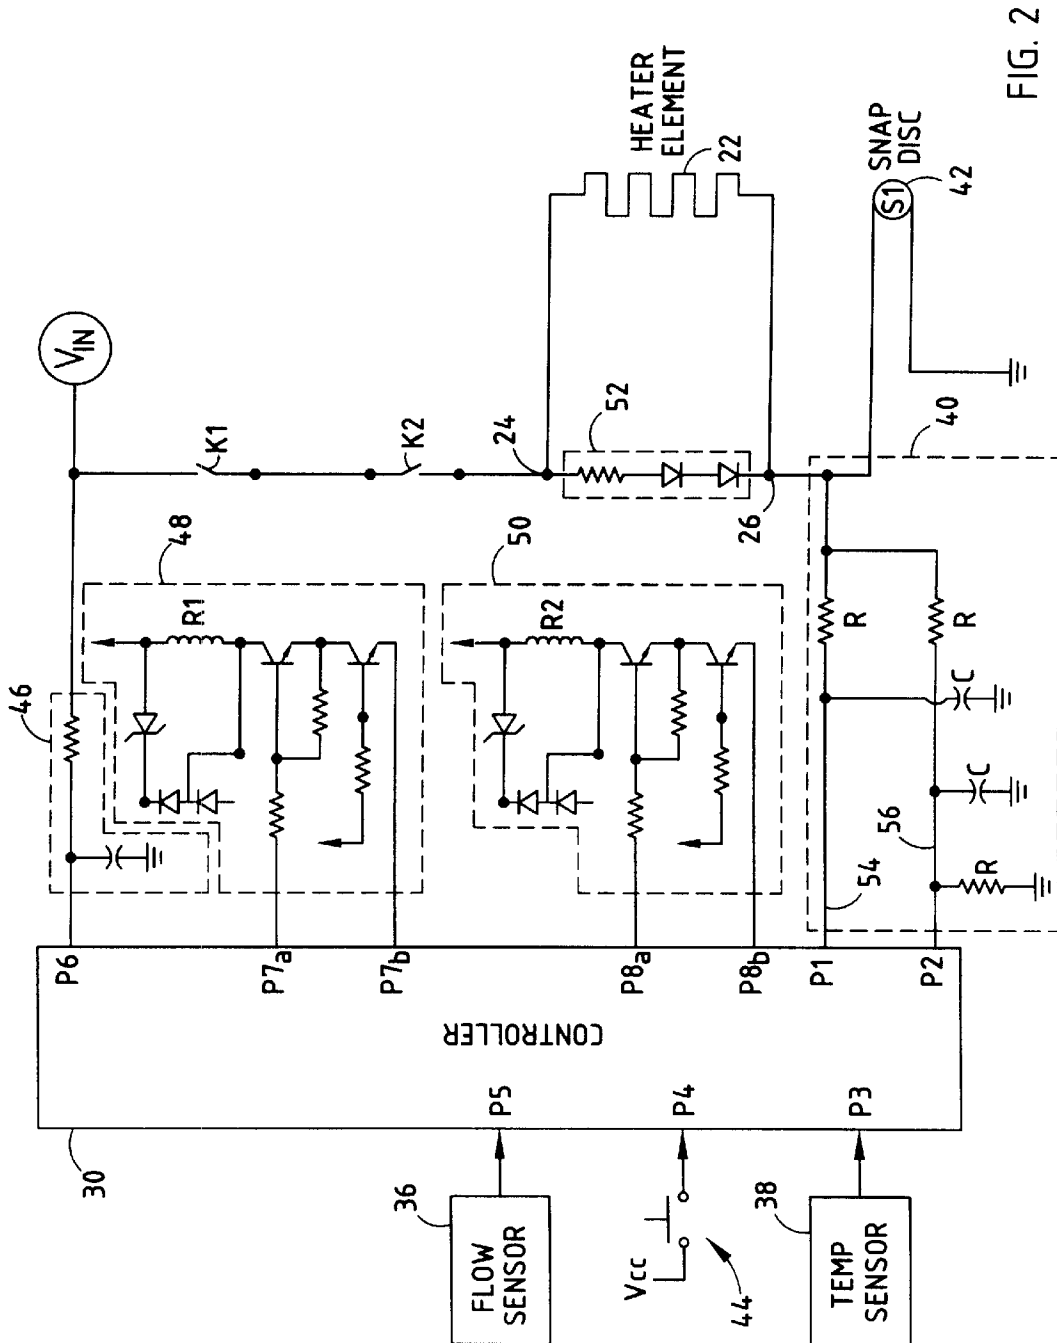 FIG. 2
VIN
K1
K2
24
52
26
HEATER
ELEMENT
22
S1
SNAP
DISC
42
40
46
48
R1
50
R2
R
R
C
C
R
54
56
P6
P7a
P7b
P8a
P8b
P1
P2
CONTROLLER
P5
P4
P3
30
36
FLOW
SENSOR
Vcc
44
38
TEMP
SENSOR